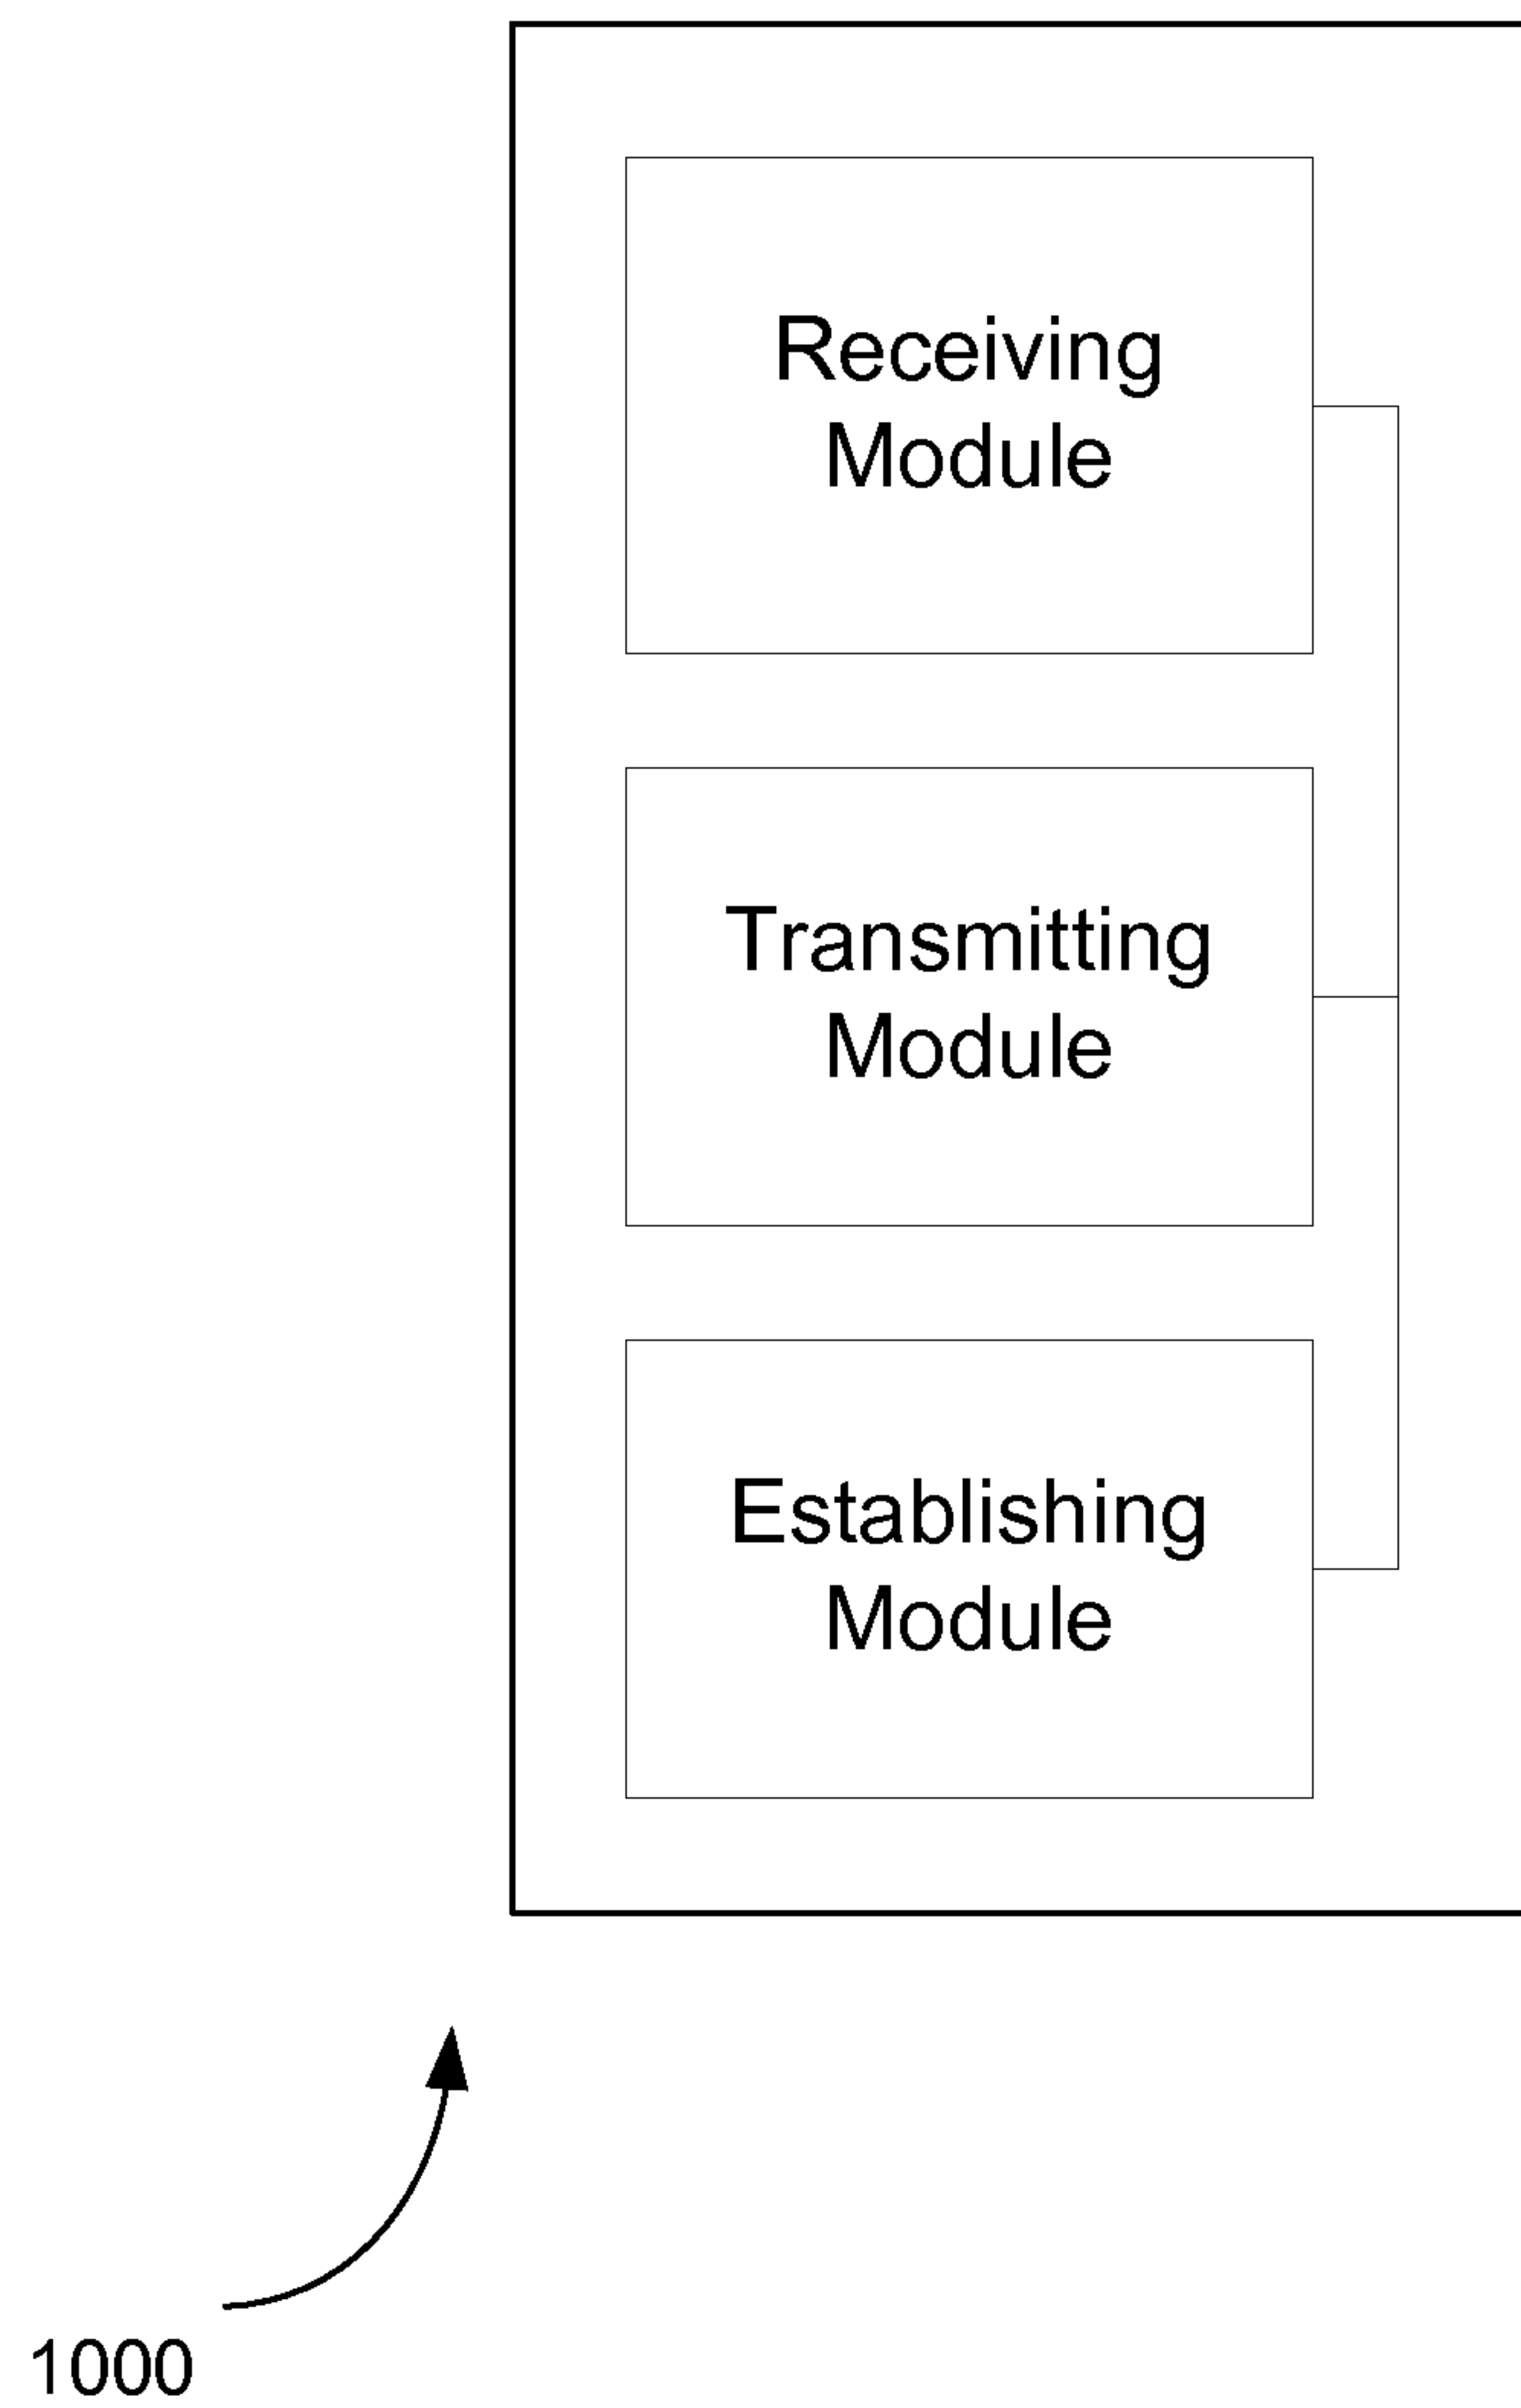 Receiving
Module
Transmitting
Module
Establishing
Module
1000